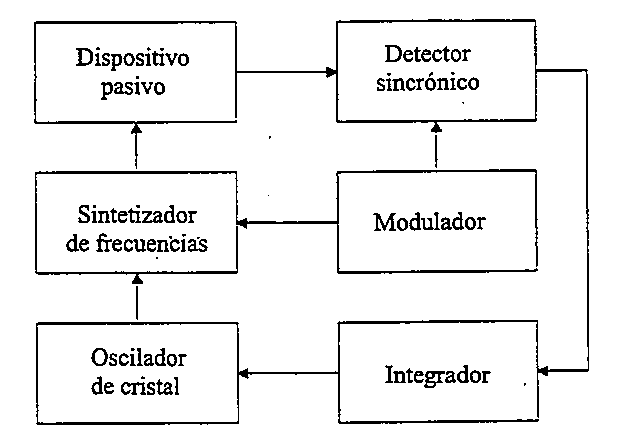 Dispositivo
pasivo
Detector
sincrónico
Sintetizador
de frecuencias
Modulador
Oscilador
de cristal
Integrador